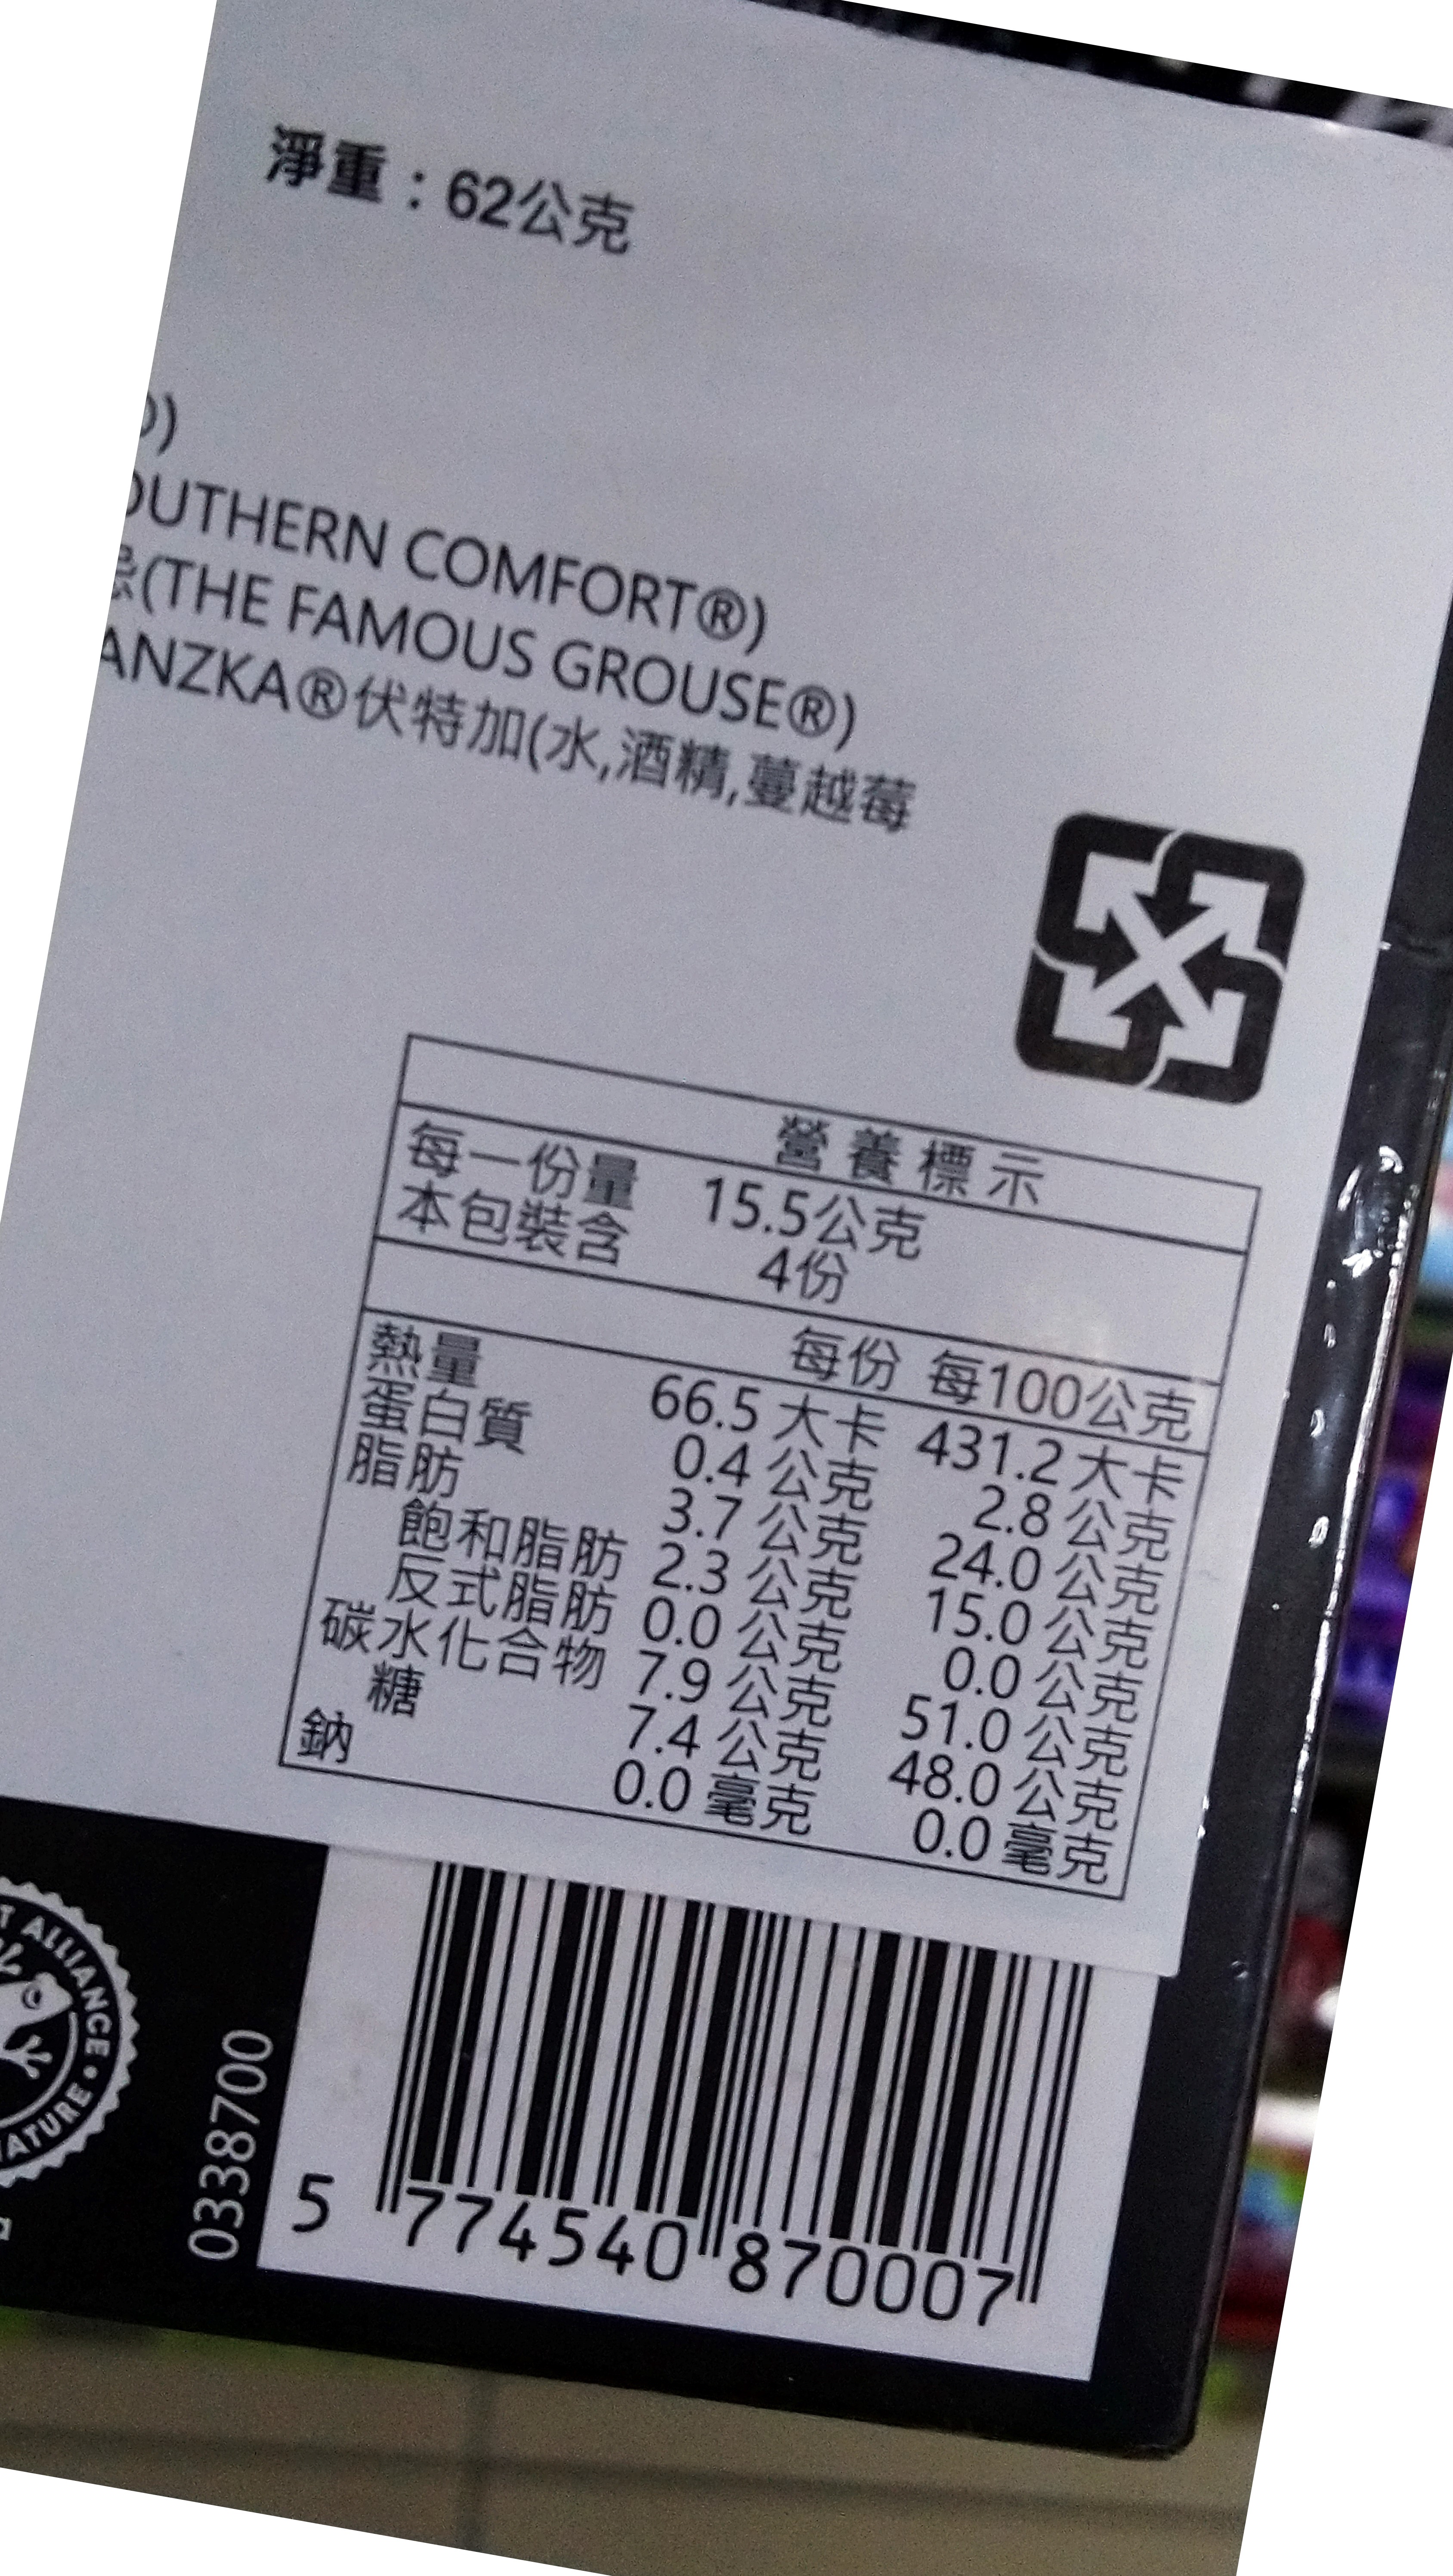 淨重：62公克
®)
OUTHERN COMFORT®)
(THE FAMOUS GROUSE®)
ANZKA®伏特加(水,酒精,蔓越莓
營養標示
每一份量 15.5公克
本包裝含 4份
每份 每100公克
熱量 66.5 大卡 431.2 大卡
蛋白質 0.4 公克 2.8 公克
脂肪 3.7 公克 24.0 公克
飽和脂肪 2.3 公克 15.0 公克
反式脂肪 0.0 公克 0.0 公克
碳水化合物 7.9 公克 51.0 公克
糖 7.4 公克 48.0 公克
鈉 0.0 毫克 0.0 毫克
T ALLIANCE •
NATURE
0338700
5 774540 870007